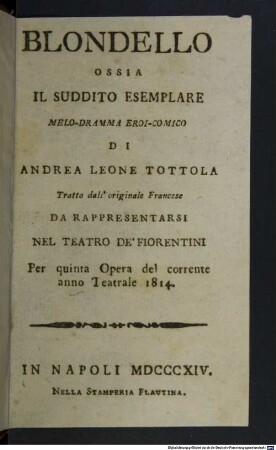 BLONDELLO
OSSIA
IL SUDDITO ESEMPLARE
MELO-DRAMMA EROI-COMICO
DI
ANDREA LEONE TOTTOLA
Tratto dall' originale Francese
DA RAPPRESENTARSI
NEL TEATRO DE' FIORENTINI
Per quinta Opera del corrente
anno Teatrale 1814.
IN NAPOLI MDCCCXIV.
NELLA STAMPERIA FLAUTINA.